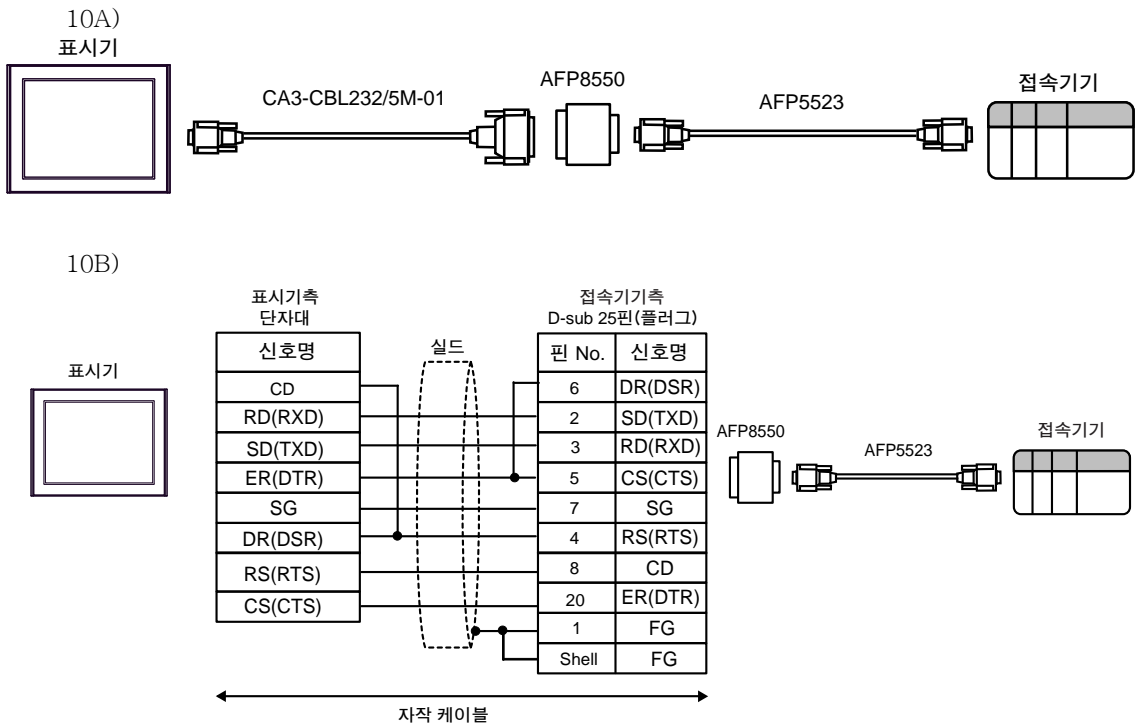 10A)
표시기
CA3-CBL232/5M-01
AFP8550
AFP5523
접속기기
10B)
표시기
표시기측
단자대
신호명
CD
RD(RXD)
SD(TXD)
ER(DTR)
SG
DR(DSR)
RS(RTS)
CS(CTS)
실드
접속기기측
D-sub 25핀(플러그)
핀 No. 신호명
6 DR(DSR)
2 SD(TXD)
3 RD(RXD)
5 CS(CTS)
7 SG
4 RS(RTS)
8 CD
20 ER(DTR)
1 FG
Shell FG
AFP8550
AFP5523
접속기기
자작 케이블